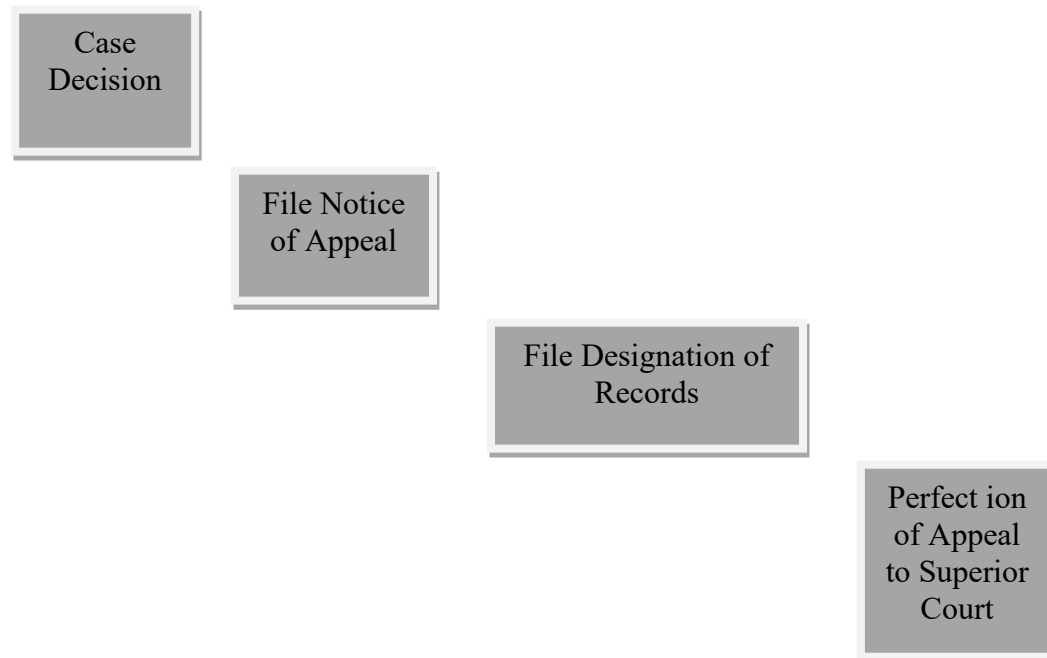 Case
Decision
File Notice
of Appeal
File Designation of
Records
Perfect ion
of Appeal
to Superior
Court